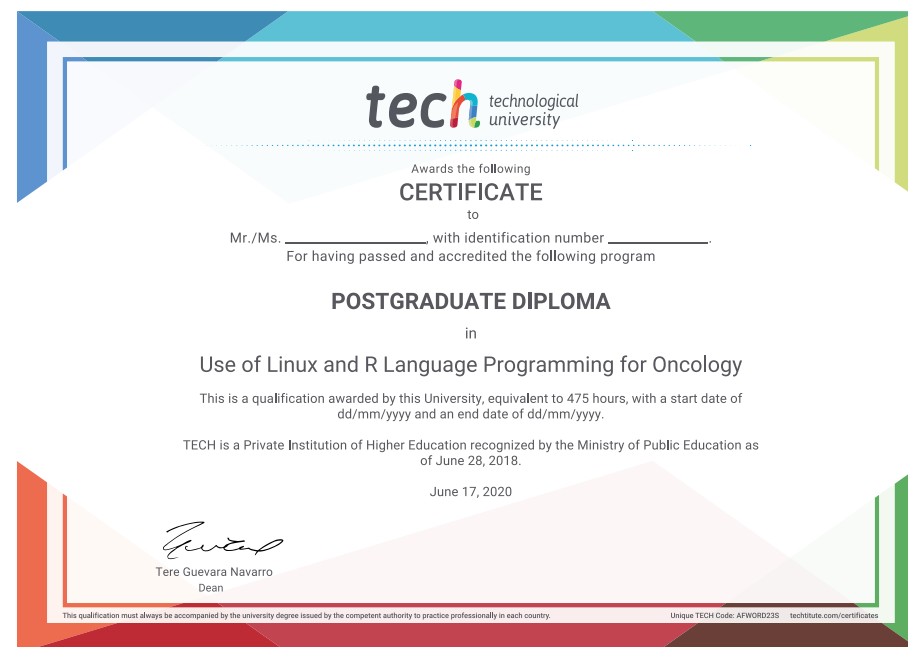 tech technological
university
Awards the following
CERTIFICATE
to
Mr./Ms. ____________________, with identification number ______________.
For having passed and accredited the following program
POSTGRADUATE DIPLOMA
in
Use of Linux and R Language Programming for Oncology
This is a qualification awarded by this University, equivalent to 475 hours, with a start date of
dd/mm/yyyy and an end date of dd/mm/yyyy.
TECH is a Private Institution of Higher Education recognized by the Ministry of Public Education as
of June 28, 2018.
June 17, 2020
Tere Guevara Navarro
Dean
This qualification must always be accompanied by the university degree issued by the competent authority to practice professionally in each country. Unique TECH Code: AFWORD23S techtitute.com/certificates